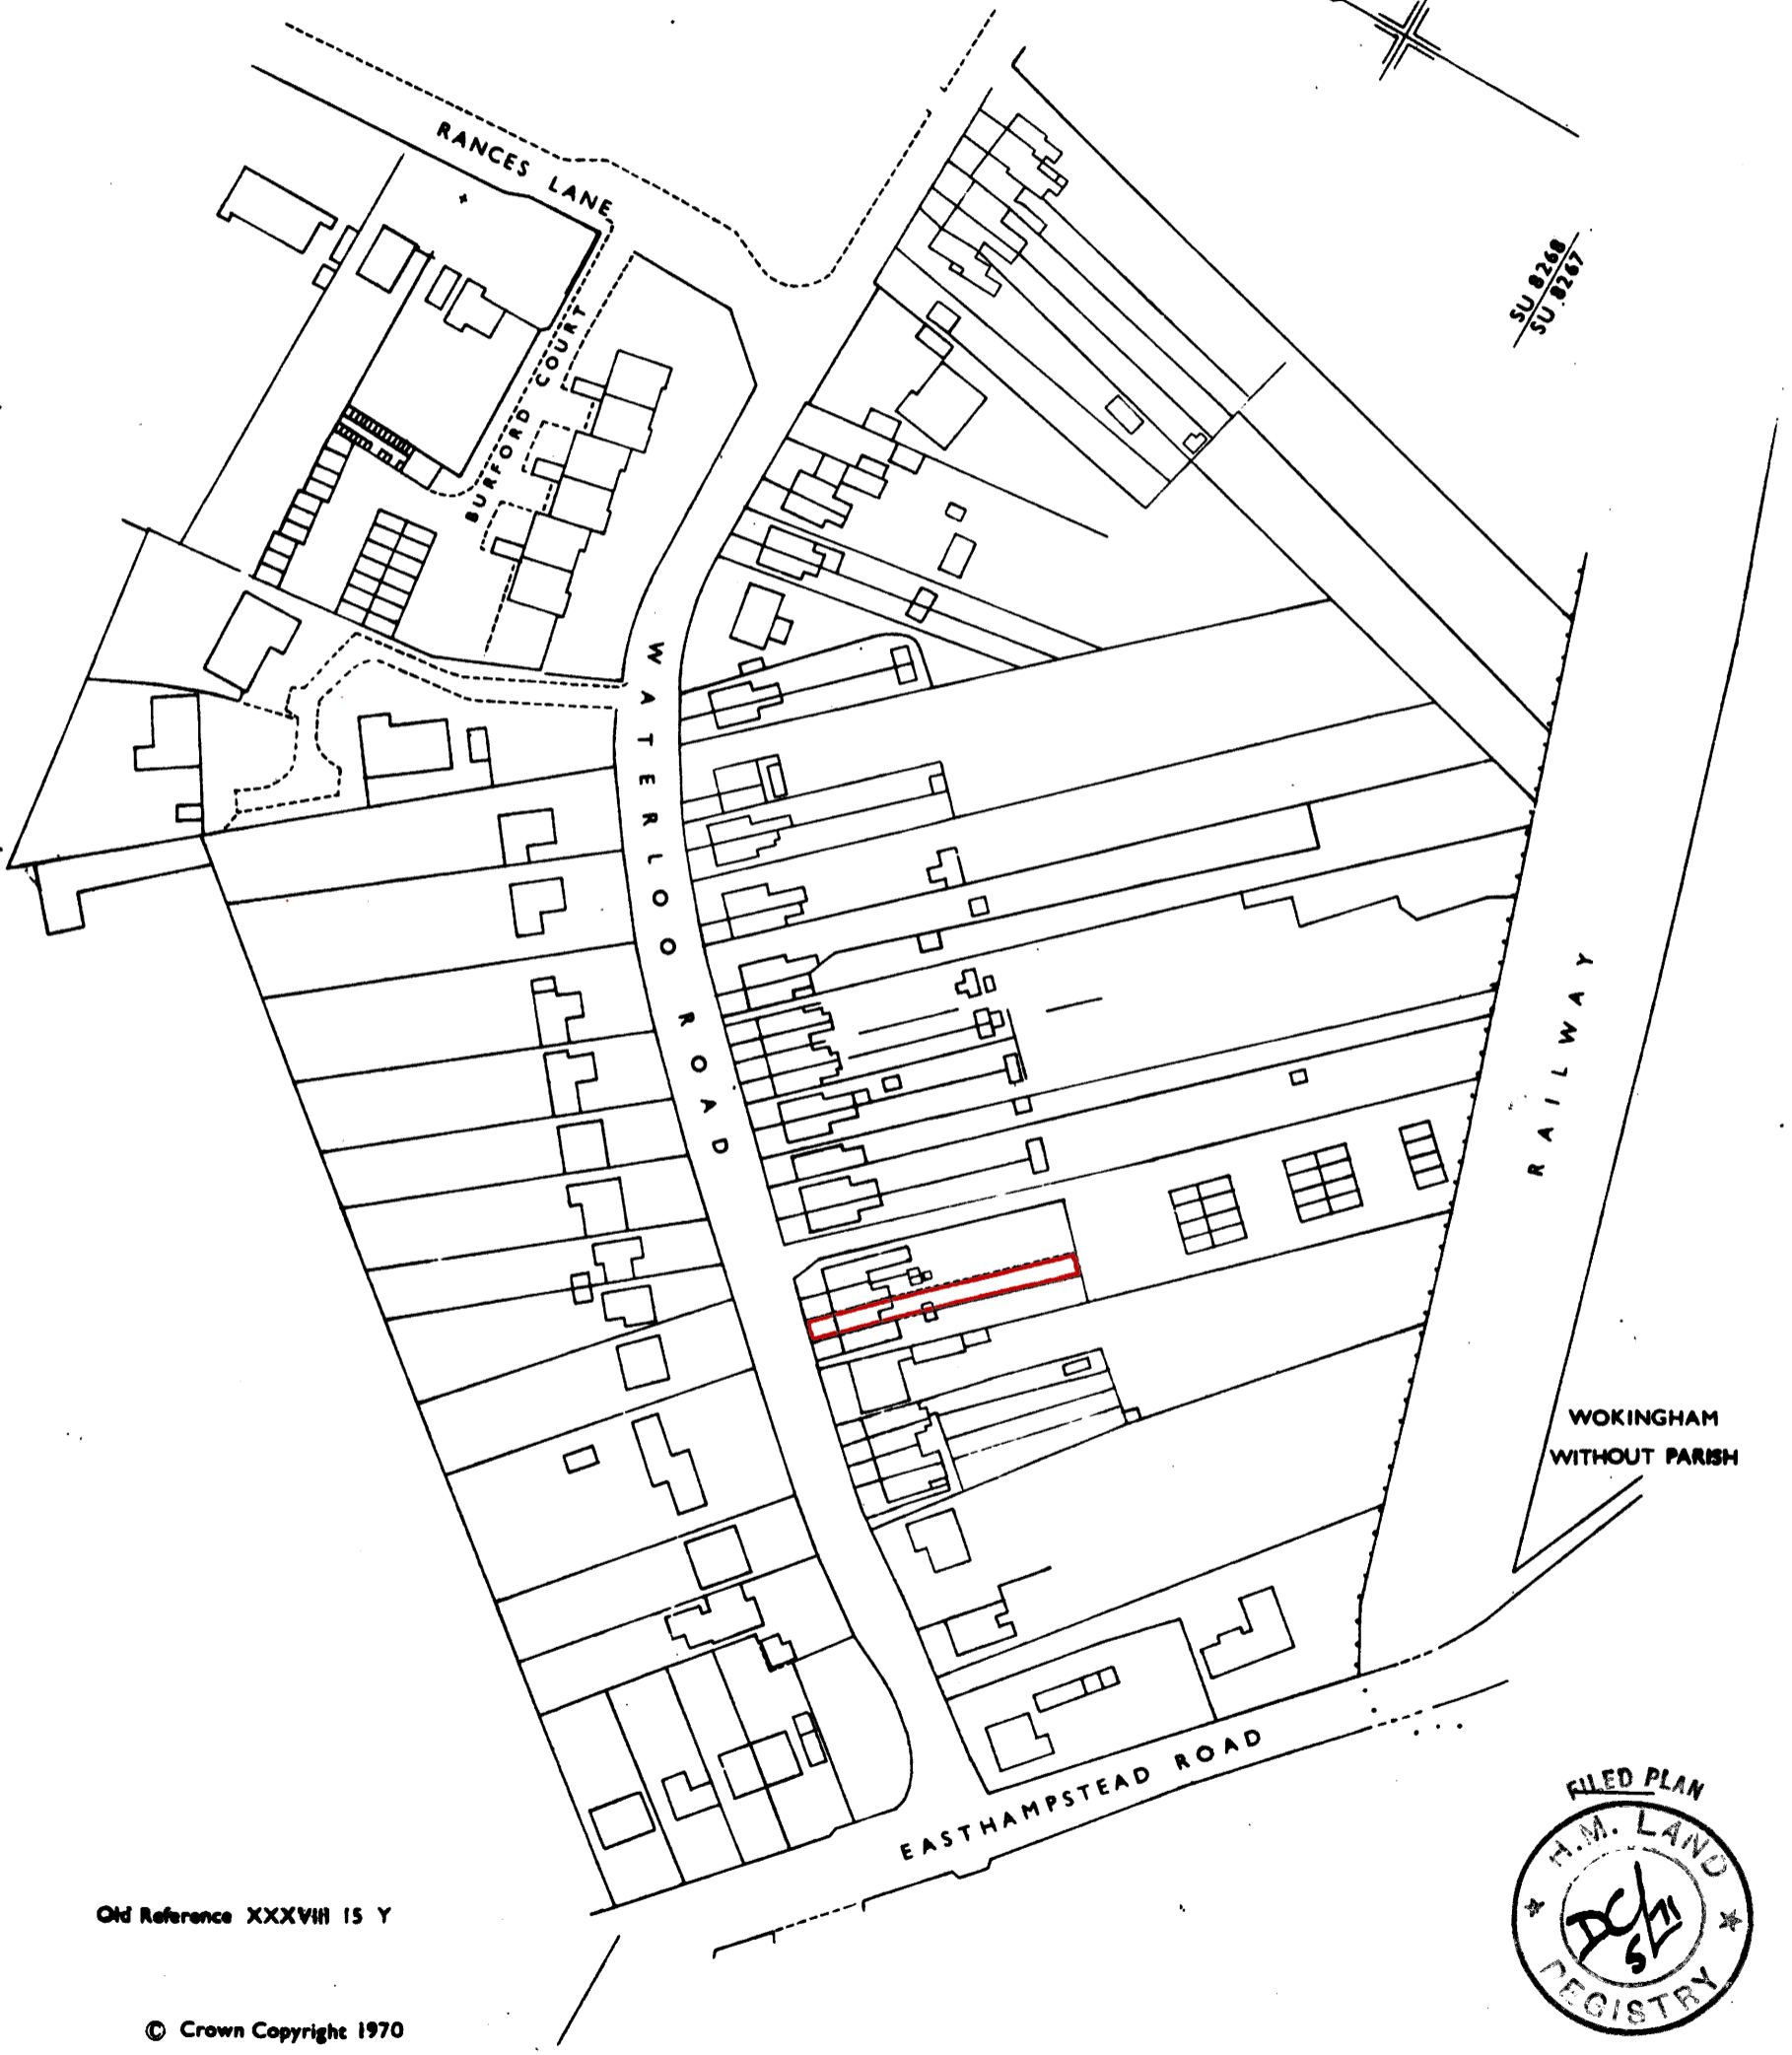 RANCES LANE
SU 8268
SU 8267
BURFORD COURT
WATERLOO ROAD
RAILWAY
WOKINGHAM
WITHOUT PARISH
EASTHAMPSTEAD ROAD
FILED PLAN
H.M. LAND
REGISTRY
Old Reference XXXVIII 15 Y
© Crown Copyright 1970